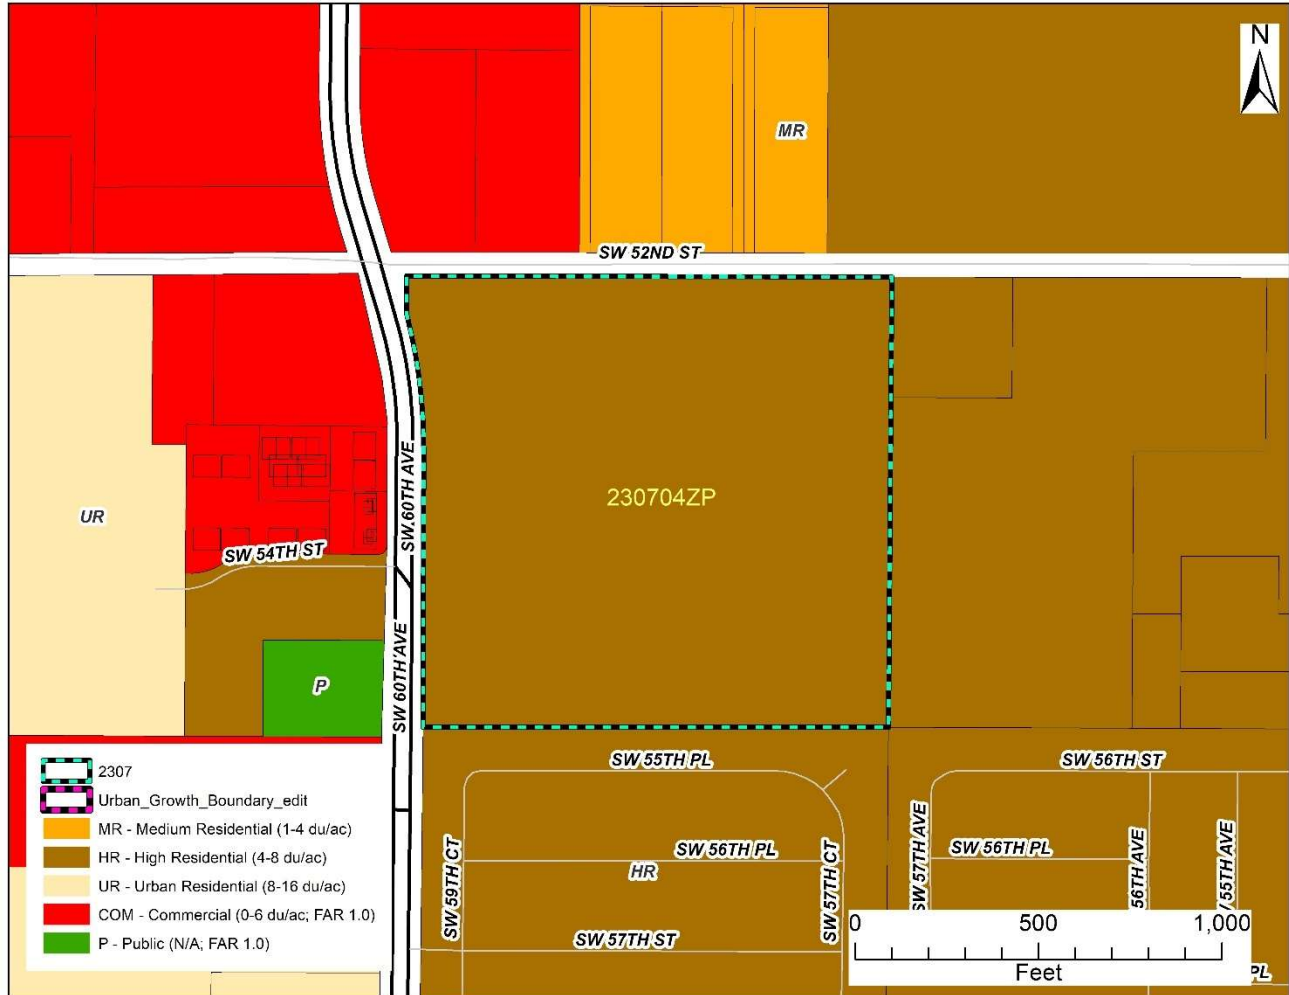 N
MR
SW 52ND ST
SW 60TH AVE
230704ZP
UR
SW 54TH ST
SW 60TH AVE
P
2307
Urban_Growth_Boundary_edit
MR - Medium Residential (1-4 du/ac)
HR - High Residential (4-8 du/ac)
UR - Urban Residential (8-16 du/ac)
COM - Commercial (0-6 du/ac; FAR 1.0)
P - Public (N/A; FAR 1.0)
SW 55TH PL
SW 56TH ST
SW 59TH CT
SW 56TH PL
HR
SW 57TH CT
SW 57TH ST
SW 57TH AVE
SW 56TH PL
56TH AVE
55TH AVE
0 500 1,000
Feet
PL